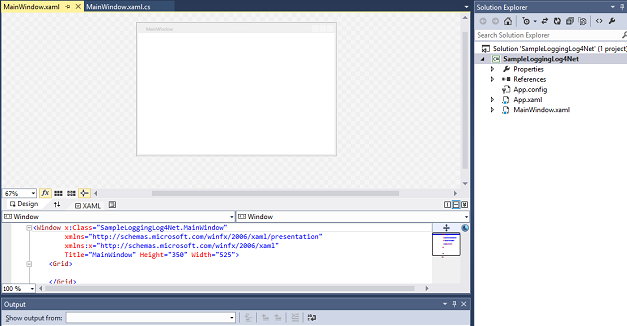 MainWindow.xaml
MainWindow.xaml.cs
MainWindow
67%
fx
Design
XAML
Window
Window
<Window x:Class="SampleLoggingLog4Net.MainWindow"
xmlns="http://schemas.microsoft.com/winfx/2006/xaml/presentation"
xmlns:x="http://schemas.microsoft.com/winfx/2006/xaml"
Title="MainWindow" Height="350" Width="525">
<Grid>
</Grid>
100 %
Output
Show output from:
Solution Explorer
Search Solution Explorer
Solution 'SampleLoggingLog4Net' (1 project)
SampleLoggingLog4Net
Properties
References
App.config
App.xaml
MainWindow.xaml